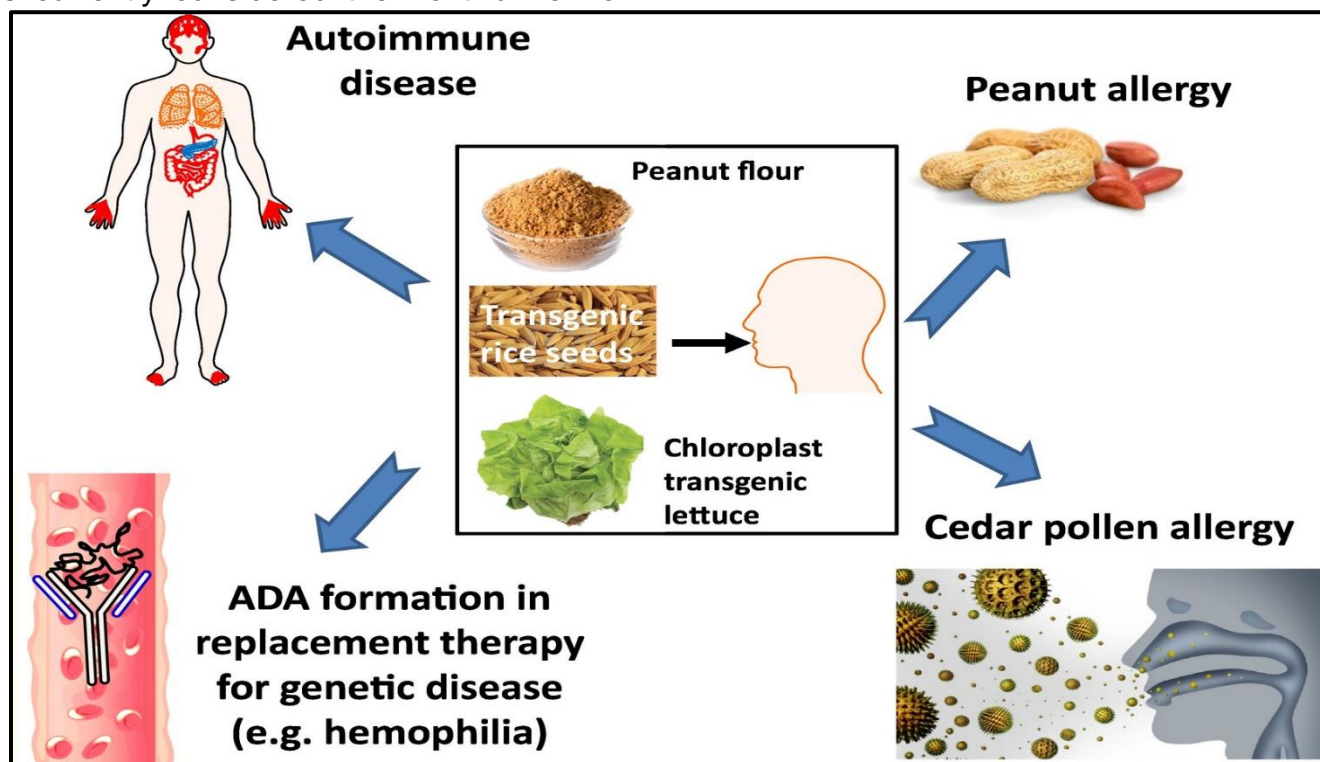 Autoimmune
disease
Peanut allergy
Peanut flour
Transgenic
rice seeds
Chloroplast
transgenic
lettuce
Cedar pollen allergy
ADA formation in
replacement therapy
for genetic disease
(e.g. hemophilia)